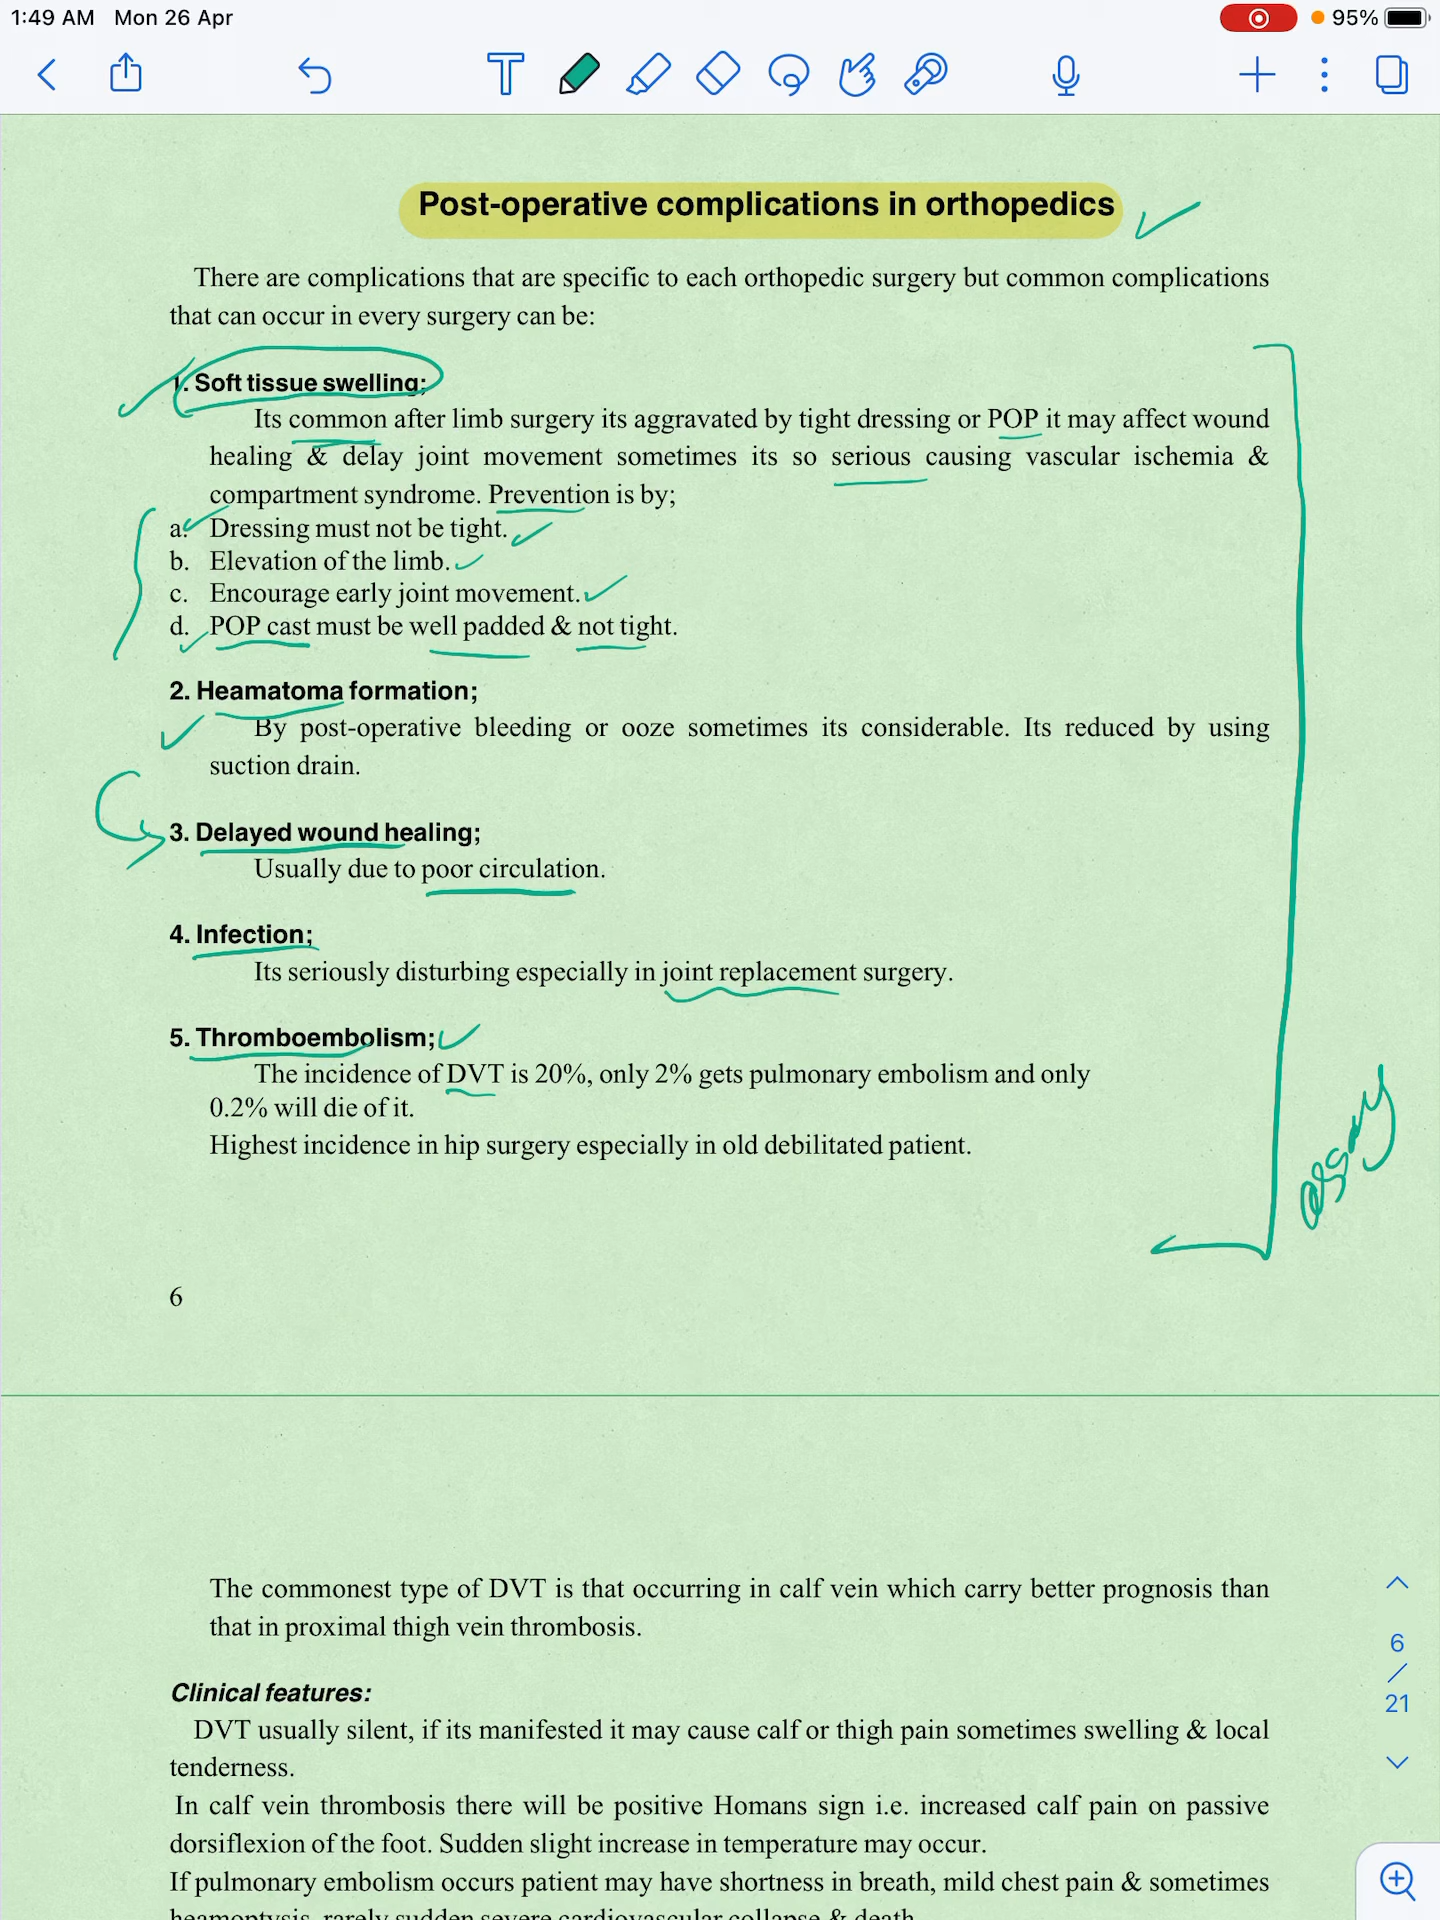 1:49 AM Mon 26 Apr
95%
Post-operative complications in orthopedics
There are complications that are specific to each orthopedic surgery but common complications
that can occur in every surgery can be:
1. Soft tissue swelling;
Its common after limb surgery its aggravated by tight dressing or POP it may affect wound
healing & delay joint movement sometimes its so serious causing vascular ischemia &
compartment syndrome. Prevention is by;
a. Dressing must not be tight.
b. Elevation of the limb.
c. Encourage early joint movement.
d. POP cast must be well padded & not tight.
2. Heamatoma formation;
By post-operative bleeding or ooze sometimes its considerable. Its reduced by using
suction drain.
3. Delayed wound healing;
Usually due to poor circulation.
4. Infection;
Its seriously disturbing especially in joint replacement surgery.
5. Thromboembolism;
The incidence of DVT is 20%, only 2% gets pulmonary embolism and only
0.2% will die of it.
Highest incidence in hip surgery especially in old debilitated patient.
essay
6
The commonest type of DVT is that occurring in calf vein which carry better prognosis than
that in proximal thigh vein thrombosis.
6
/
21
Clinical features:
DVT usually silent, if its manifested it may cause calf or thigh pain sometimes swelling & local
tenderness.
In calf vein thrombosis there will be positive Homans sign i.e. increased calf pain on passive
dorsiflexion of the foot. Sudden slight increase in temperature may occur.
If pulmonary embolism occurs patient may have shortness in breath, mild chest pain & sometimes
heamoptysis, rarely sudden severe cardiovascular collapse & death.